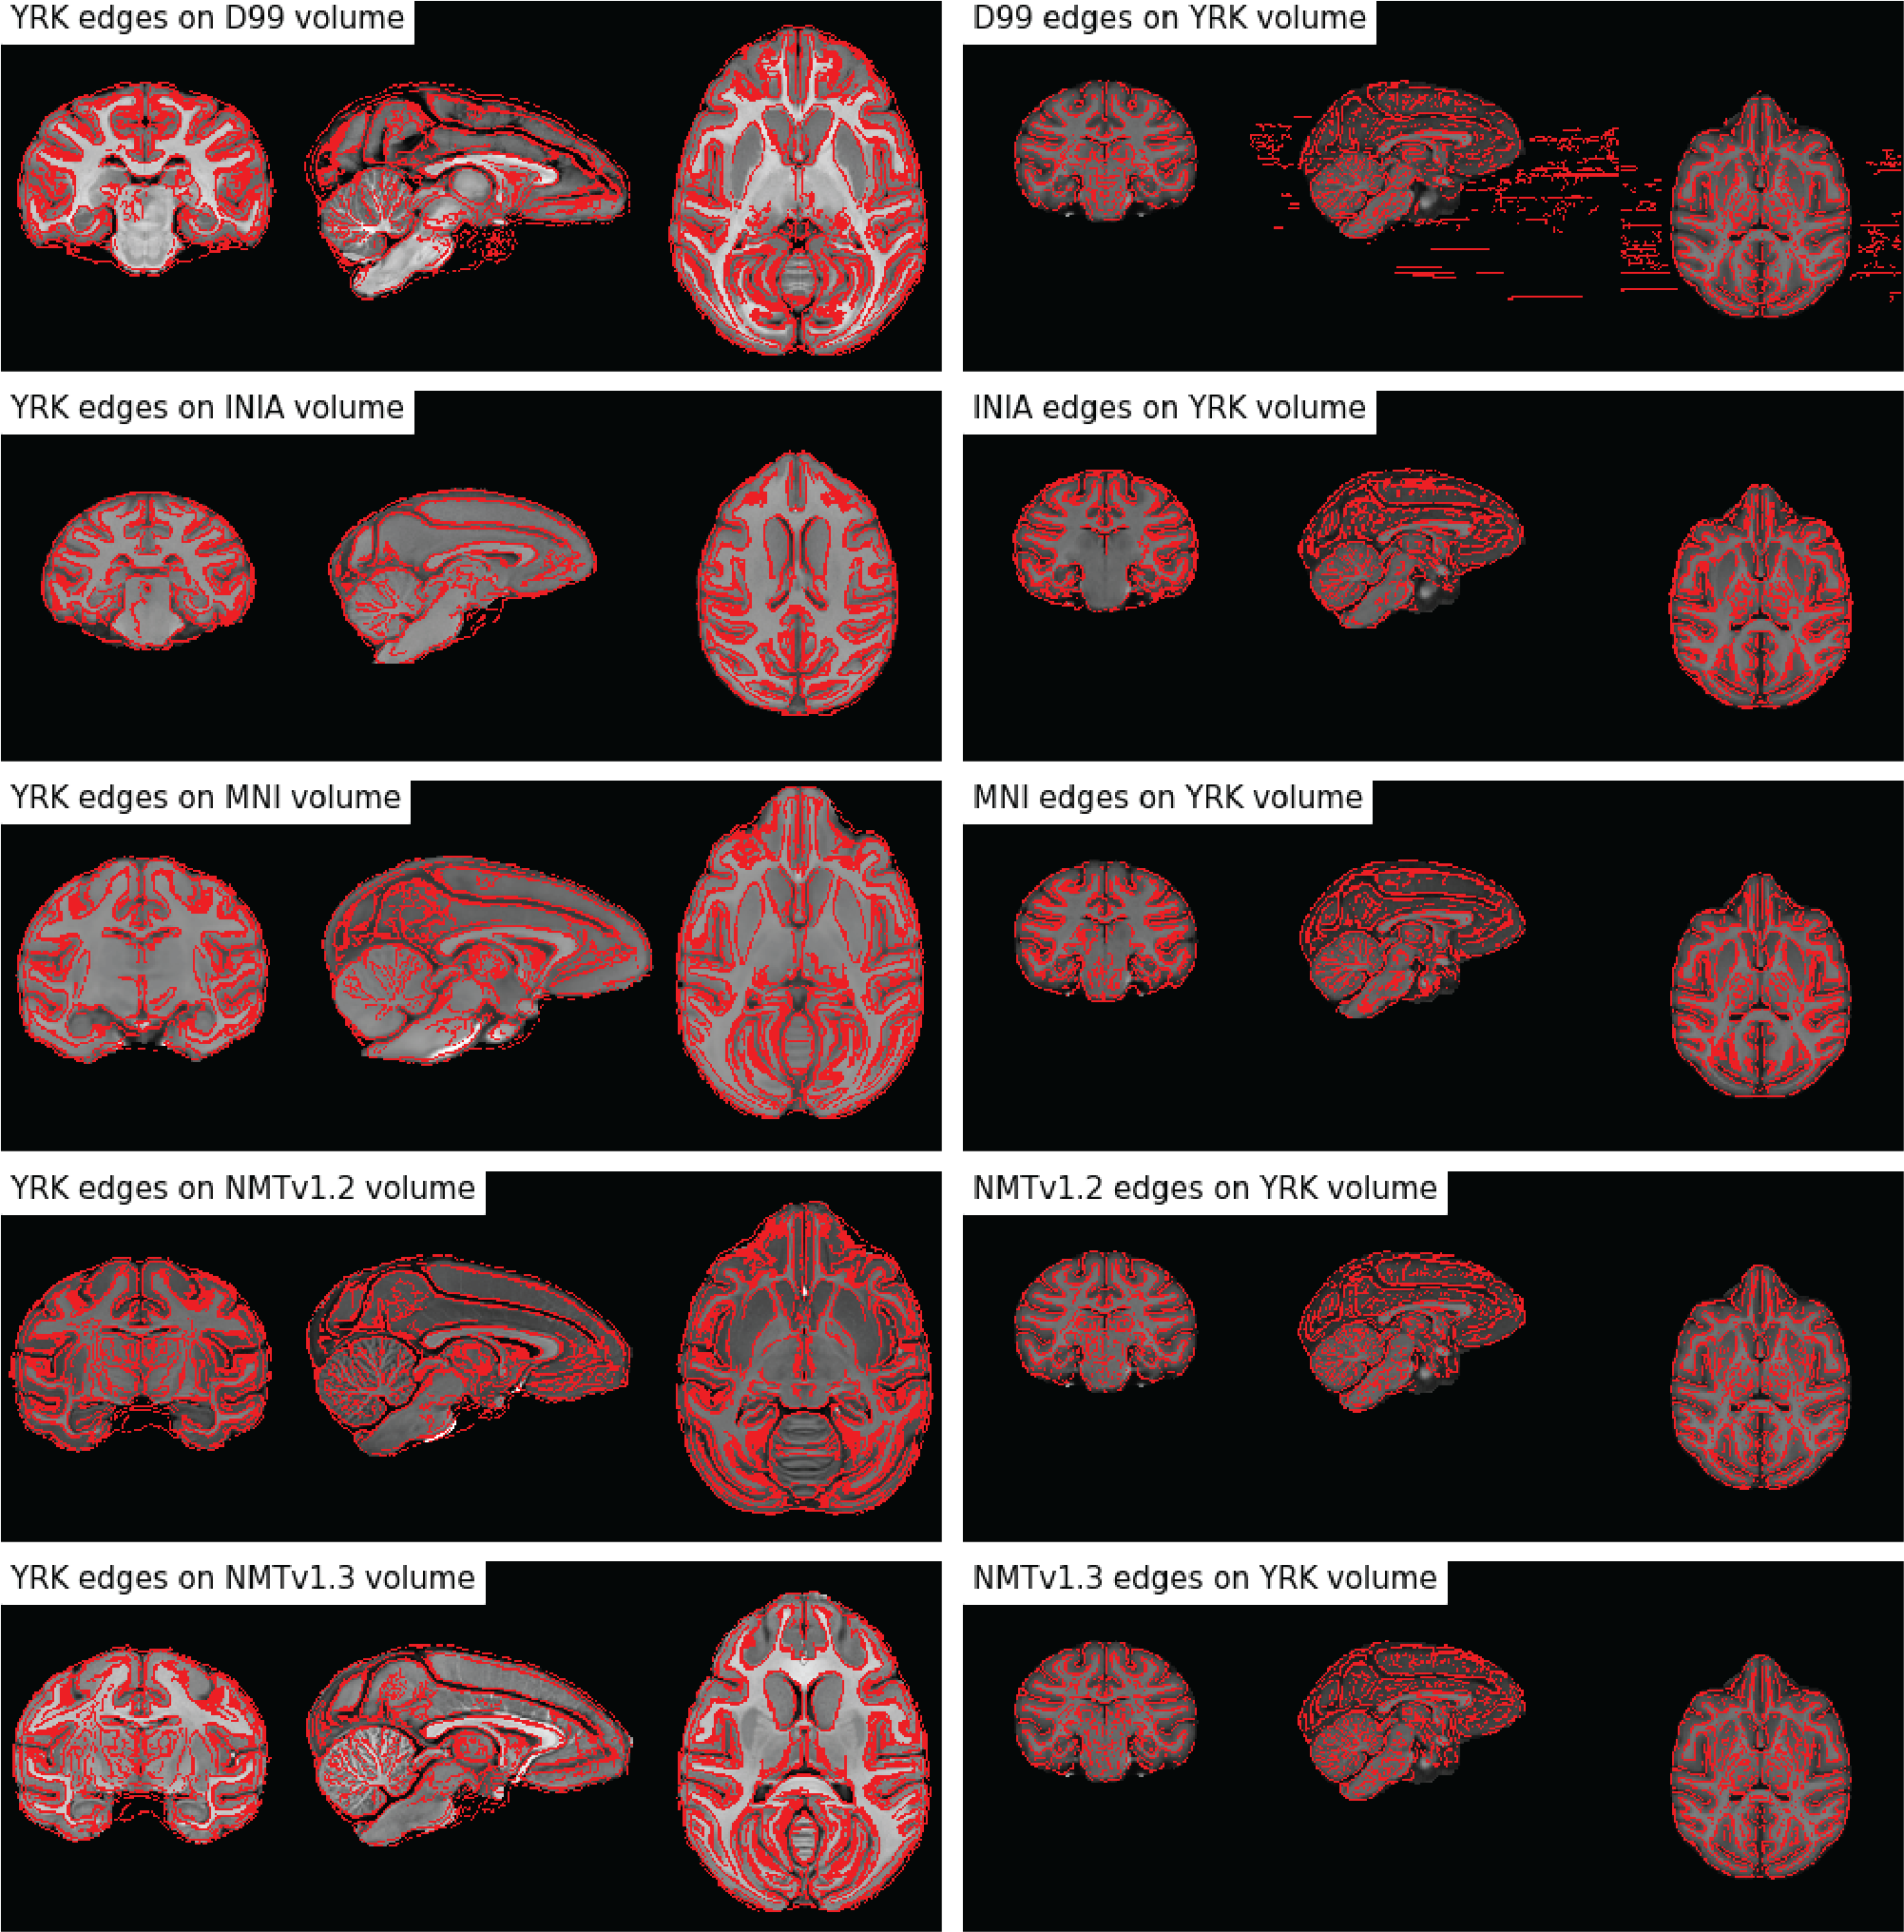 YRK edges on D99 volume
D99 edges on YRK volume
YRK edges on INIA volume
INIA edges on YRK volume
YRK edges on MNI volume
MNI edges on YRK volume
YRK edges on NMTv1.2 volume
NMTv1.2 edges on YRK volume
YRK edges on NMTv1.3 volume
NMTv1.3 edges on YRK volume